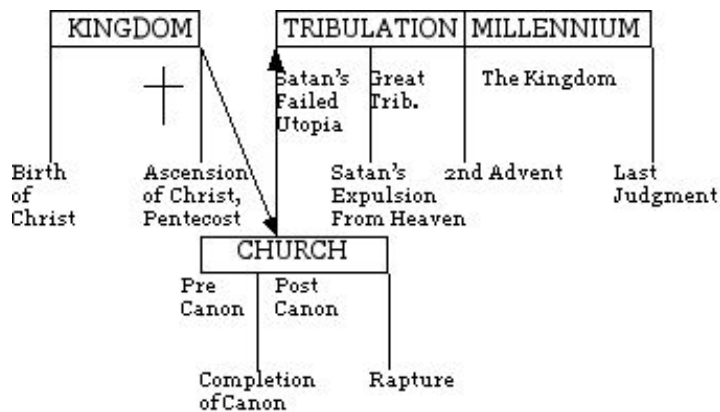 KINGDOM
TRIBULATION
MILLENNIUM
Satan's
Failed
Utopia
Great
Trib.
The Kingdom
Birth
of
Christ
Ascension
of Christ,
Pentecost
Satan's
Expulsion
From Heaven
2nd Advent
Last
Judgment
CHURCH
Pre
Canon
Post
Canon
Completion
of Canon
Rapture